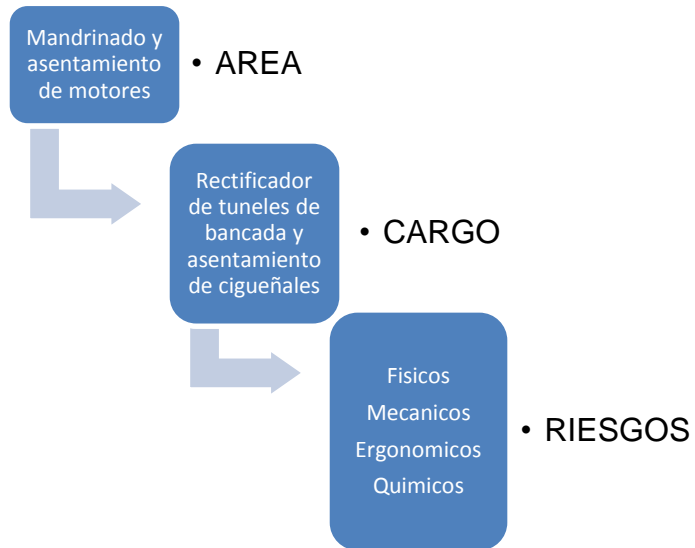 Mandrinado y
asentamiento
de motores
• AREA
Rectificador
de tuneles de
bancada y
asentamiento
de cigueñales
• CARGO
Fisicos
Mecanicos
Ergonomicos
Quimicos
• RIESGOS